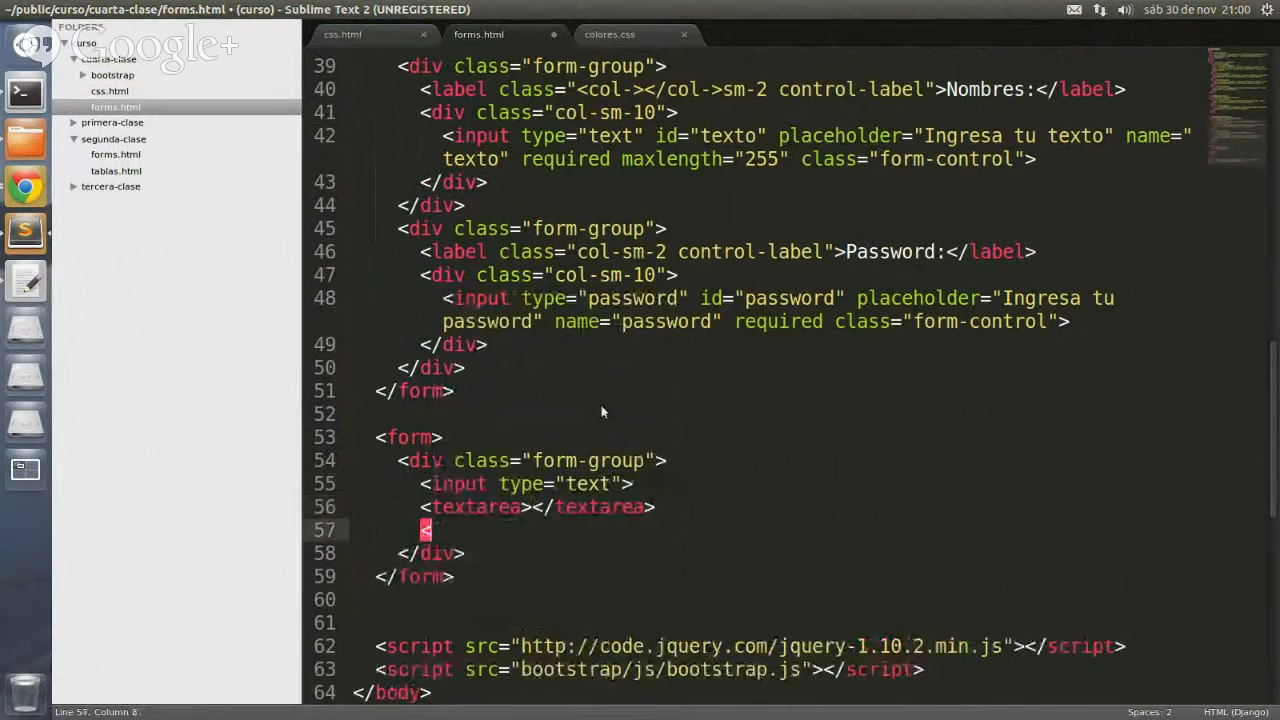 ~/public/curso/cuarta-clase/forms.html • (curso) - Sublime Text 2 (UNREGISTERED)
sáb 30 de nov 21:00
Google+
FOLDERS
curso
cuarta-clase
bootstrap
css.html
forms.html
primera-clase
segunda-clase
forms.html
tablas.html
tercera-clase
css.html
forms.html
colores.css
39 <div class="form-group">
40 <label class="<col-></col->sm-2 control-label">Nombres:</label>
41 <div class="col-sm-10">
42 <input type="text" id="texto" placeholder="Ingresa tu texto" name="
texto" required maxlength="255" class="form-control">
43 </div>
44 </div>
45 <div class="form-group">
46 <label class="col-sm-2 control-label">Password:</label>
47 <div class="col-sm-10">
48 <input type="password" id="password" placeholder="Ingresa tu
password" name="password" required class="form-control">
49 </div>
50 </div>
51 </form>
52
53 <form>
54 <div class="form-group">
55 <input type="text">
56 <textarea></textarea>
57 <
58 </div>
59 </form>
60
61
62 <script src="http://code.jquery.com/jquery-1.10.2.min.js"></script>
63 <script src="bootstrap/js/bootstrap.js"></script>
64 </body>
Line 57, Column 8
Spaces: 2
HTML (Django)